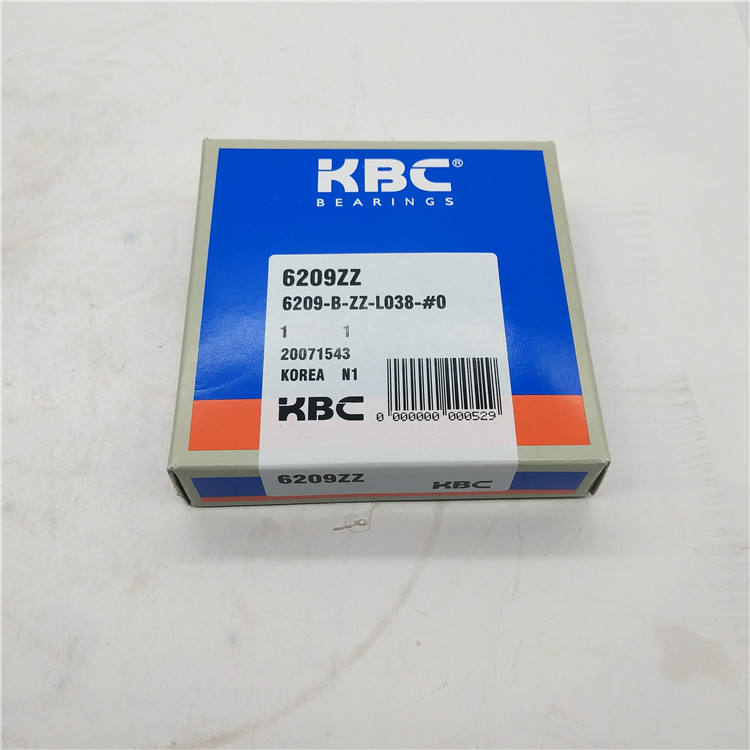 KBC®
BEARINGS
6209ZZ
6209-B-ZZ-L038-#0
1 1
20071543
KOREA N1
KBC
0 000000 000529
6209ZZ
KBC